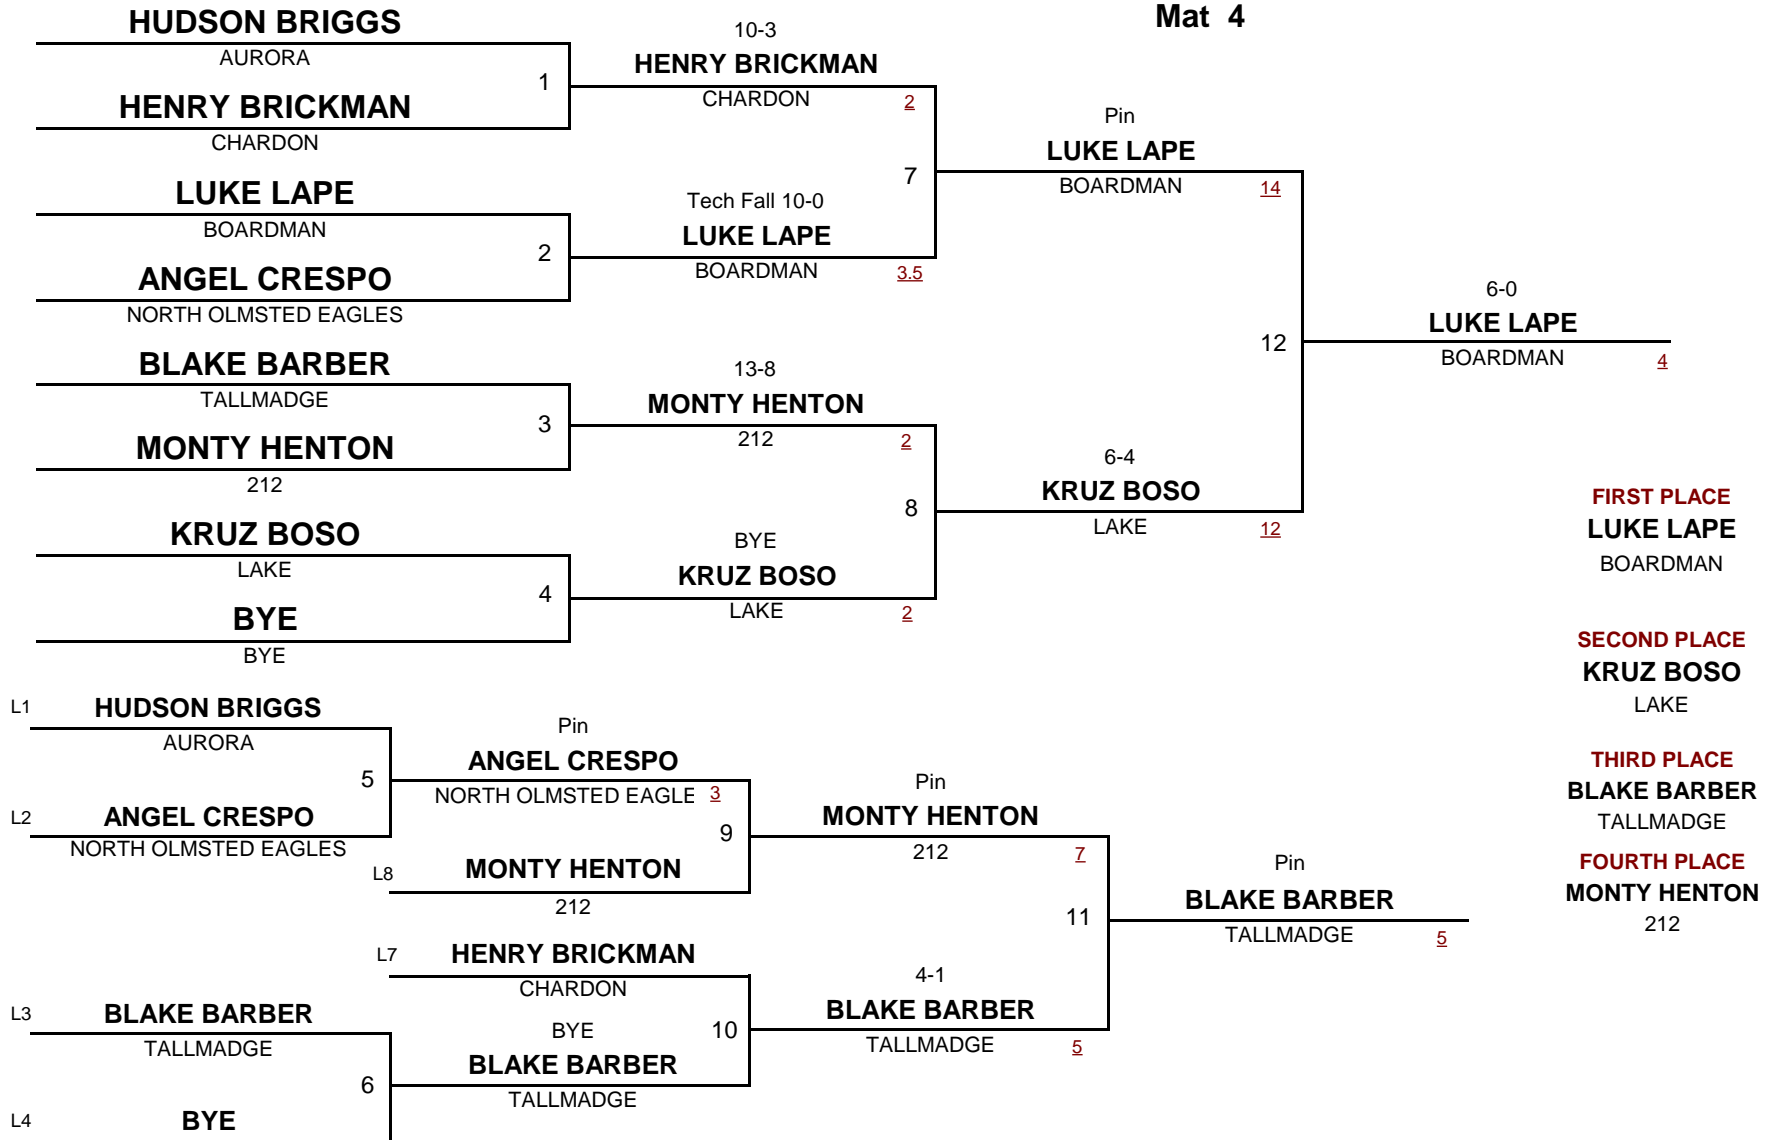 Mat 4
HUDSON BRIGGS
AURORA
1
HENRY BRICKMAN
CHARDON
10-3
HENRY BRICKMAN
CHARDON
2
LUKE LAPE
BOARDMAN
2
ANGEL CRESPO
NORTH OLMSTED EAGLES
Tech Fall 10-0
LUKE LAPE
BOARDMAN
3.5
7
Pin
LUKE LAPE
BOARDMAN
14
BLAKE BARBER
TALLMADGE
3
MONTY HENTON
212
13-8
MONTY HENTON
212
2
KRUZ BOSO
LAKE
4
BYE
BYE
BYE
KRUZ BOSO
LAKE
2
8
6-4
KRUZ BOSO
LAKE
12
12
6-0
LUKE LAPE
BOARDMAN
4
FIRST PLACE
LUKE LAPE
BOARDMAN
SECOND PLACE
KRUZ BOSO
LAKE
THIRD PLACE
BLAKE BARBER
TALLMADGE
FOURTH PLACE
MONTY HENTON
212
L1
HUDSON BRIGGS
AURORA
5
L2
ANGEL CRESPO
NORTH OLMSTED EAGLES
Pin
ANGEL CRESPO
NORTH OLMSTED EAGLE
3
9
L8
MONTY HENTON
212
Pin
MONTY HENTON
212
7
L7
HENRY BRICKMAN
CHARDON
L3
BLAKE BARBER
TALLMADGE
6
L4
BYE
BYE
BLAKE BARBER
TALLMADGE
10
4-1
BLAKE BARBER
TALLMADGE
5
11
Pin
BLAKE BARBER
TALLMADGE
5